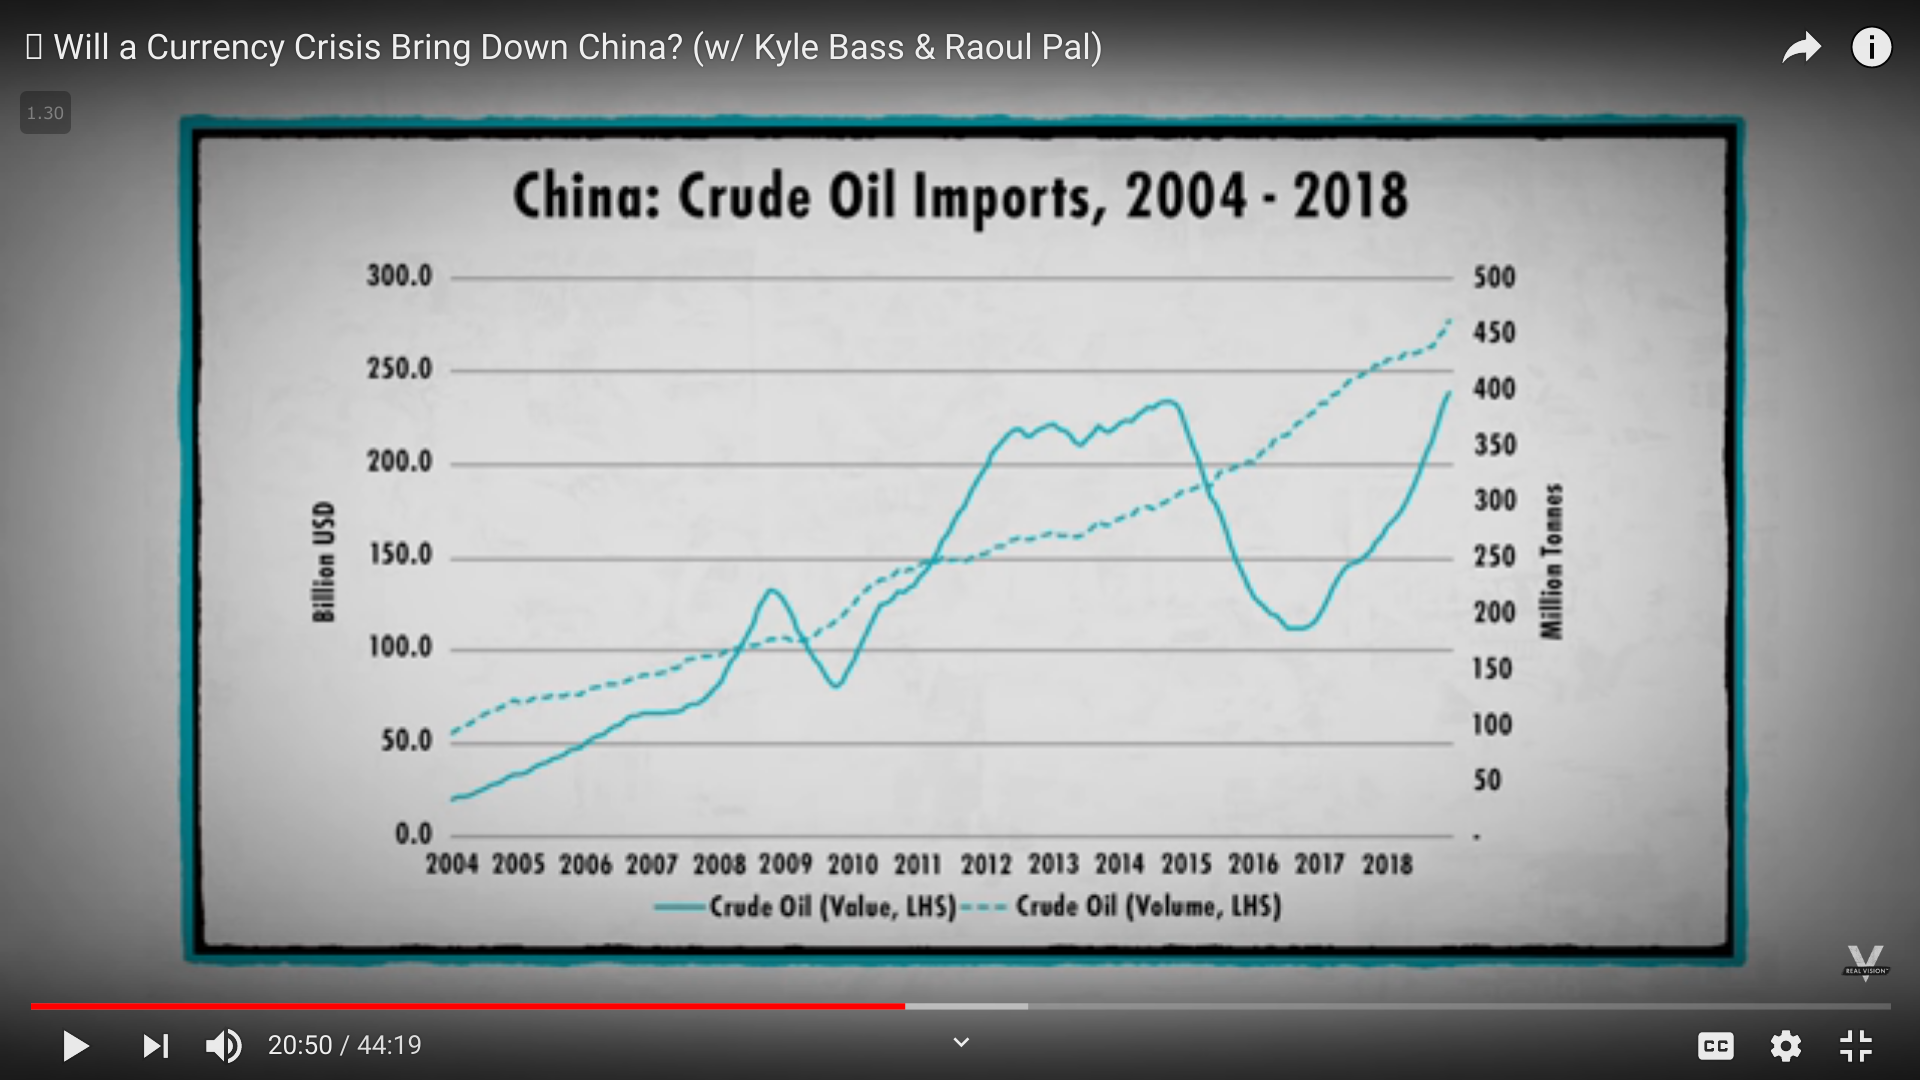 Will a Currency Crisis Bring Down China? (w/ Kyle Bass & Raoul Pal)
1.30
China: Crude Oil Imports, 2004 - 2018
300.0
250.0
200.0
150.0
100.0
50.0
0.0
Billion USD
500
450
400
350
300
250
200
150
100
50
-
Million Tonnes
2004 2005 2006 2007 2008 2009 2010 2011 2012 2013 2014 2015 2016 2017 2018
Crude Oil (Value, LHS) Crude Oil (Volume, LHS)
REAL VISION
20:50 / 44:19
CC